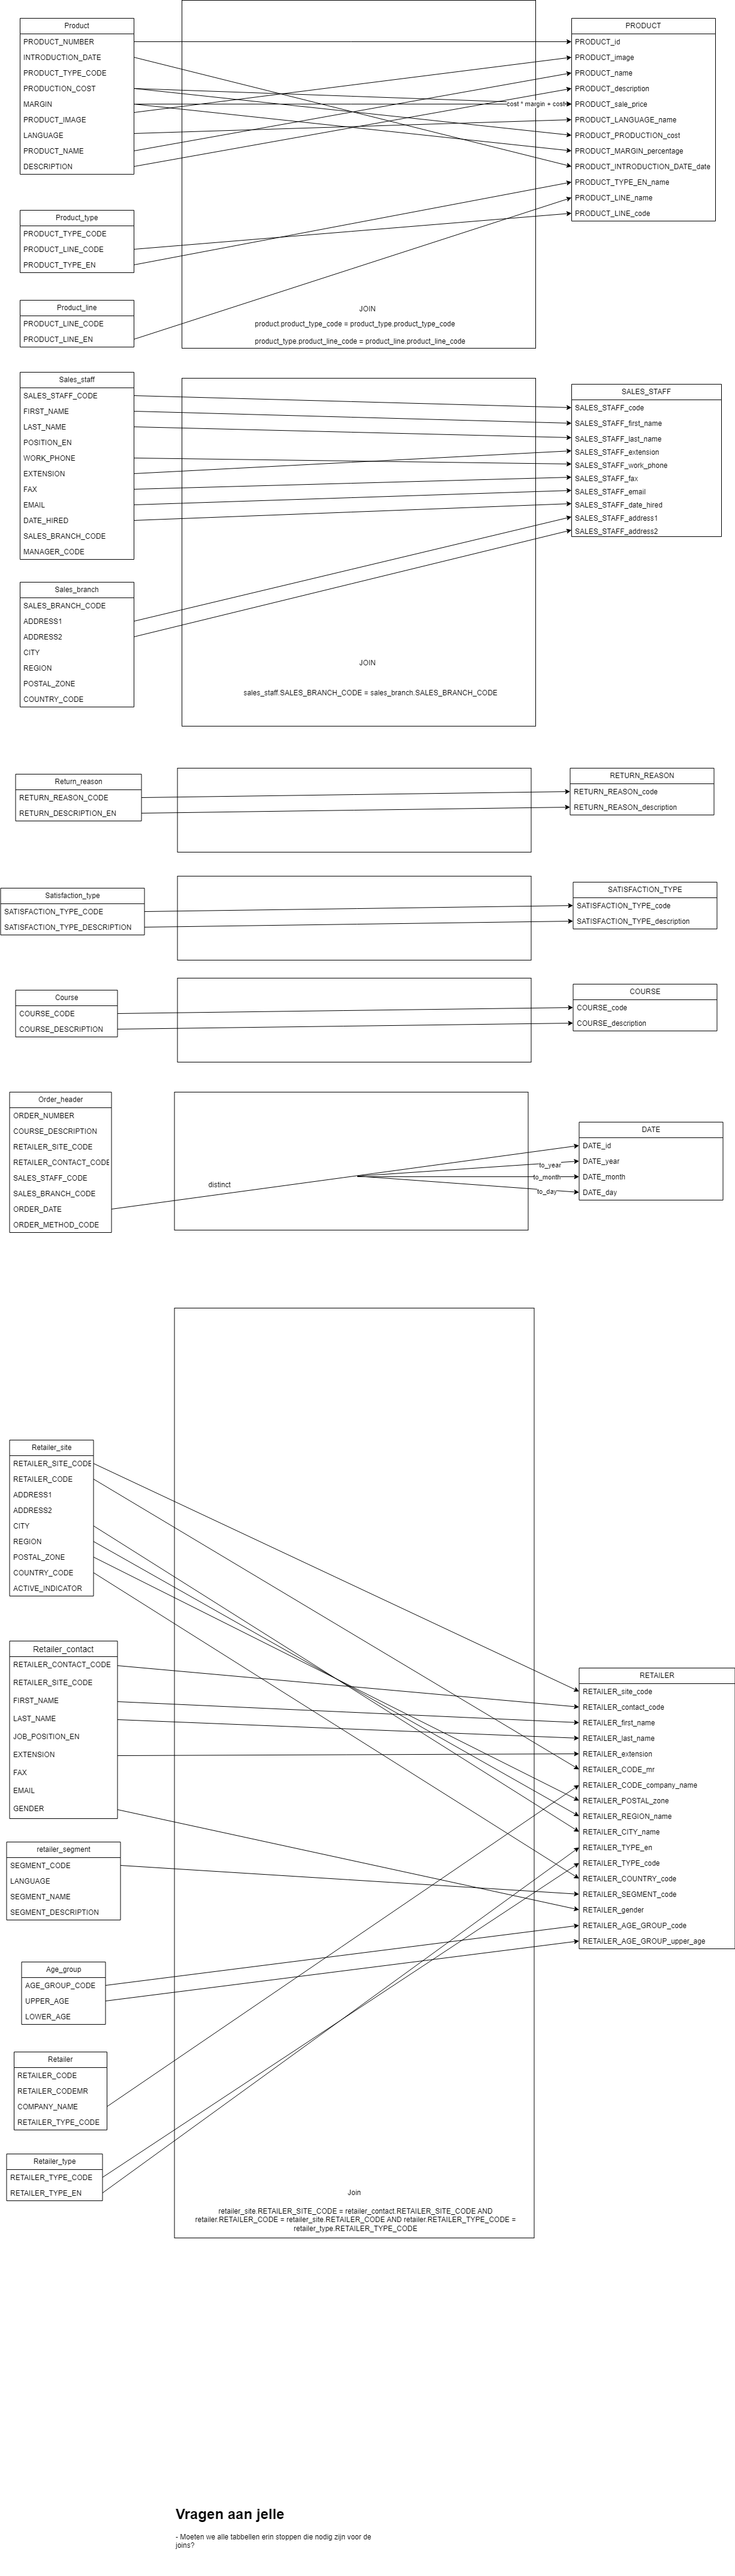 Product
PRODUCT_NUMBER
INTRODUCTION_DATE
PRODUCT_TYPE_CODE
PRODUCTION_COST
MARGIN
PRODUCT_IMAGE
LANGUAGE
PRODUCT_NAME
DESCRIPTION
Product_type
PRODUCT_TYPE_CODE
PRODUCT_LINE_CODE
PRODUCT_TYPE_EN
Product_line
PRODUCT_LINE_CODE
PRODUCT_LINE_EN
cost * margin + cost
JOIN
product.product_type_code = product_type.product_type_code
product_type.product_line_code = product_line.product_line_code
PRODUCT
PRODUCT_id
PRODUCT_image
PRODUCT_name
PRODUCT_description
PRODUCT_sale_price
PRODUCT_LANGUAGE_name
PRODUCT_PRODUCTION_cost
PRODUCT_MARGIN_percentage
PRODUCT_INTRODUCTION_DATE_date
PRODUCT_TYPE_EN_name
PRODUCT_LINE_name
PRODUCT_LINE_code
Sales_staff
SALES_STAFF_CODE
FIRST_NAME
LAST_NAME
POSITION_EN
WORK_PHONE
EXTENSION
FAX
EMAIL
DATE_HIRED
SALES_BRANCH_CODE
MANAGER_CODE
Sales_branch
SALES_BRANCH_CODE
ADDRESS1
ADDRESS2
CITY
REGION
POSTAL_ZONE
COUNTRY_CODE
JOIN
sales_staff.SALES_BRANCH_CODE = sales_branch.SALES_BRANCH_CODE
SALES_STAFF
SALES_STAFF_code
SALES_STAFF_first_name
SALES_STAFF_last_name
SALES_STAFF_extension
SALES_STAFF_work_phone
SALES_STAFF_fax
SALES_STAFF_email
SALES_STAFF_date_hired
SALES_STAFF_address1
SALES_STAFF_address2
Return_reason
RETURN_REASON_CODE
RETURN_DESCRIPTION_EN
RETURN_REASON
RETURN_REASON_code
RETURN_REASON_description
Satisfaction_type
SATISFACTION_TYPE_CODE
SATISFACTION_TYPE_DESCRIPTION
SATISFACTION_TYPE
SATISFACTION_TYPE_code
SATISFACTION_TYPE_description
Course
COURSE_CODE
COURSE_DESCRIPTION
COURSE
COURSE_code
COURSE_description
Order_header
ORDER_NUMBER
COURSE_DESCRIPTION
RETAILER_SITE_CODE
RETAILER_CONTACT_CODE
SALES_STAFF_CODE
SALES_BRANCH_CODE
ORDER_DATE
ORDER_METHOD_CODE
distinct
to_year
to_month
to_day
DATE
DATE_id
DATE_year
DATE_month
DATE_day
Retailer_site
RETAILER_SITE_CODE
RETAILER_CODE
ADDRESS1
ADDRESS2
CITY
REGION
POSTAL_ZONE
COUNTRY_CODE
ACTIVE_INDICATOR
Retailer_contact
RETAILER_CONTACT_CODE
RETAILER_SITE_CODE
FIRST_NAME
LAST_NAME
JOB_POSITION_EN
EXTENSION
FAX
EMAIL
GENDER
retailer_segment
SEGMENT_CODE
LANGUAGE
SEGMENT_NAME
SEGMENT_DESCRIPTION
Age_group
AGE_GROUP_CODE
UPPER_AGE
LOWER_AGE
Retailer
RETAILER_CODE
RETAILER_CODEMR
COMPANY_NAME
RETAILER_TYPE_CODE
Retailer_type
RETAILER_TYPE_CODE
RETAILER_TYPE_EN
RETAILER
RETAILER_site_code
RETAILER_contact_code
RETAILER_first_name
RETAILER_last_name
RETAILER_extension
RETAILER_CODE_mr
RETAILER_CODE_company_name
RETAILER_POSTAL_zone
RETAILER_REGION_name
RETAILER_CITY_name
RETAILER_TYPE_en
RETAILER_TYPE_code
RETAILER_COUNTRY_code
RETAILER_SEGMENT_code
RETAILER_gender
RETAILER_AGE_GROUP_code
RETAILER_AGE_GROUP_upper_age
Join
retailer_site.RETAILER_SITE_CODE = retailer_contact.RETAILER_SITE_CODE AND
retailer.RETAILER_CODE = retailer_site.RETAILER_CODE AND retailer.RETAILER_TYPE_CODE =
retailer_type.RETAILER_TYPE_CODE
Vragen aan jelle
- Moeten we alle tabbellen erin stoppen die nodig zijn voor de
joins?